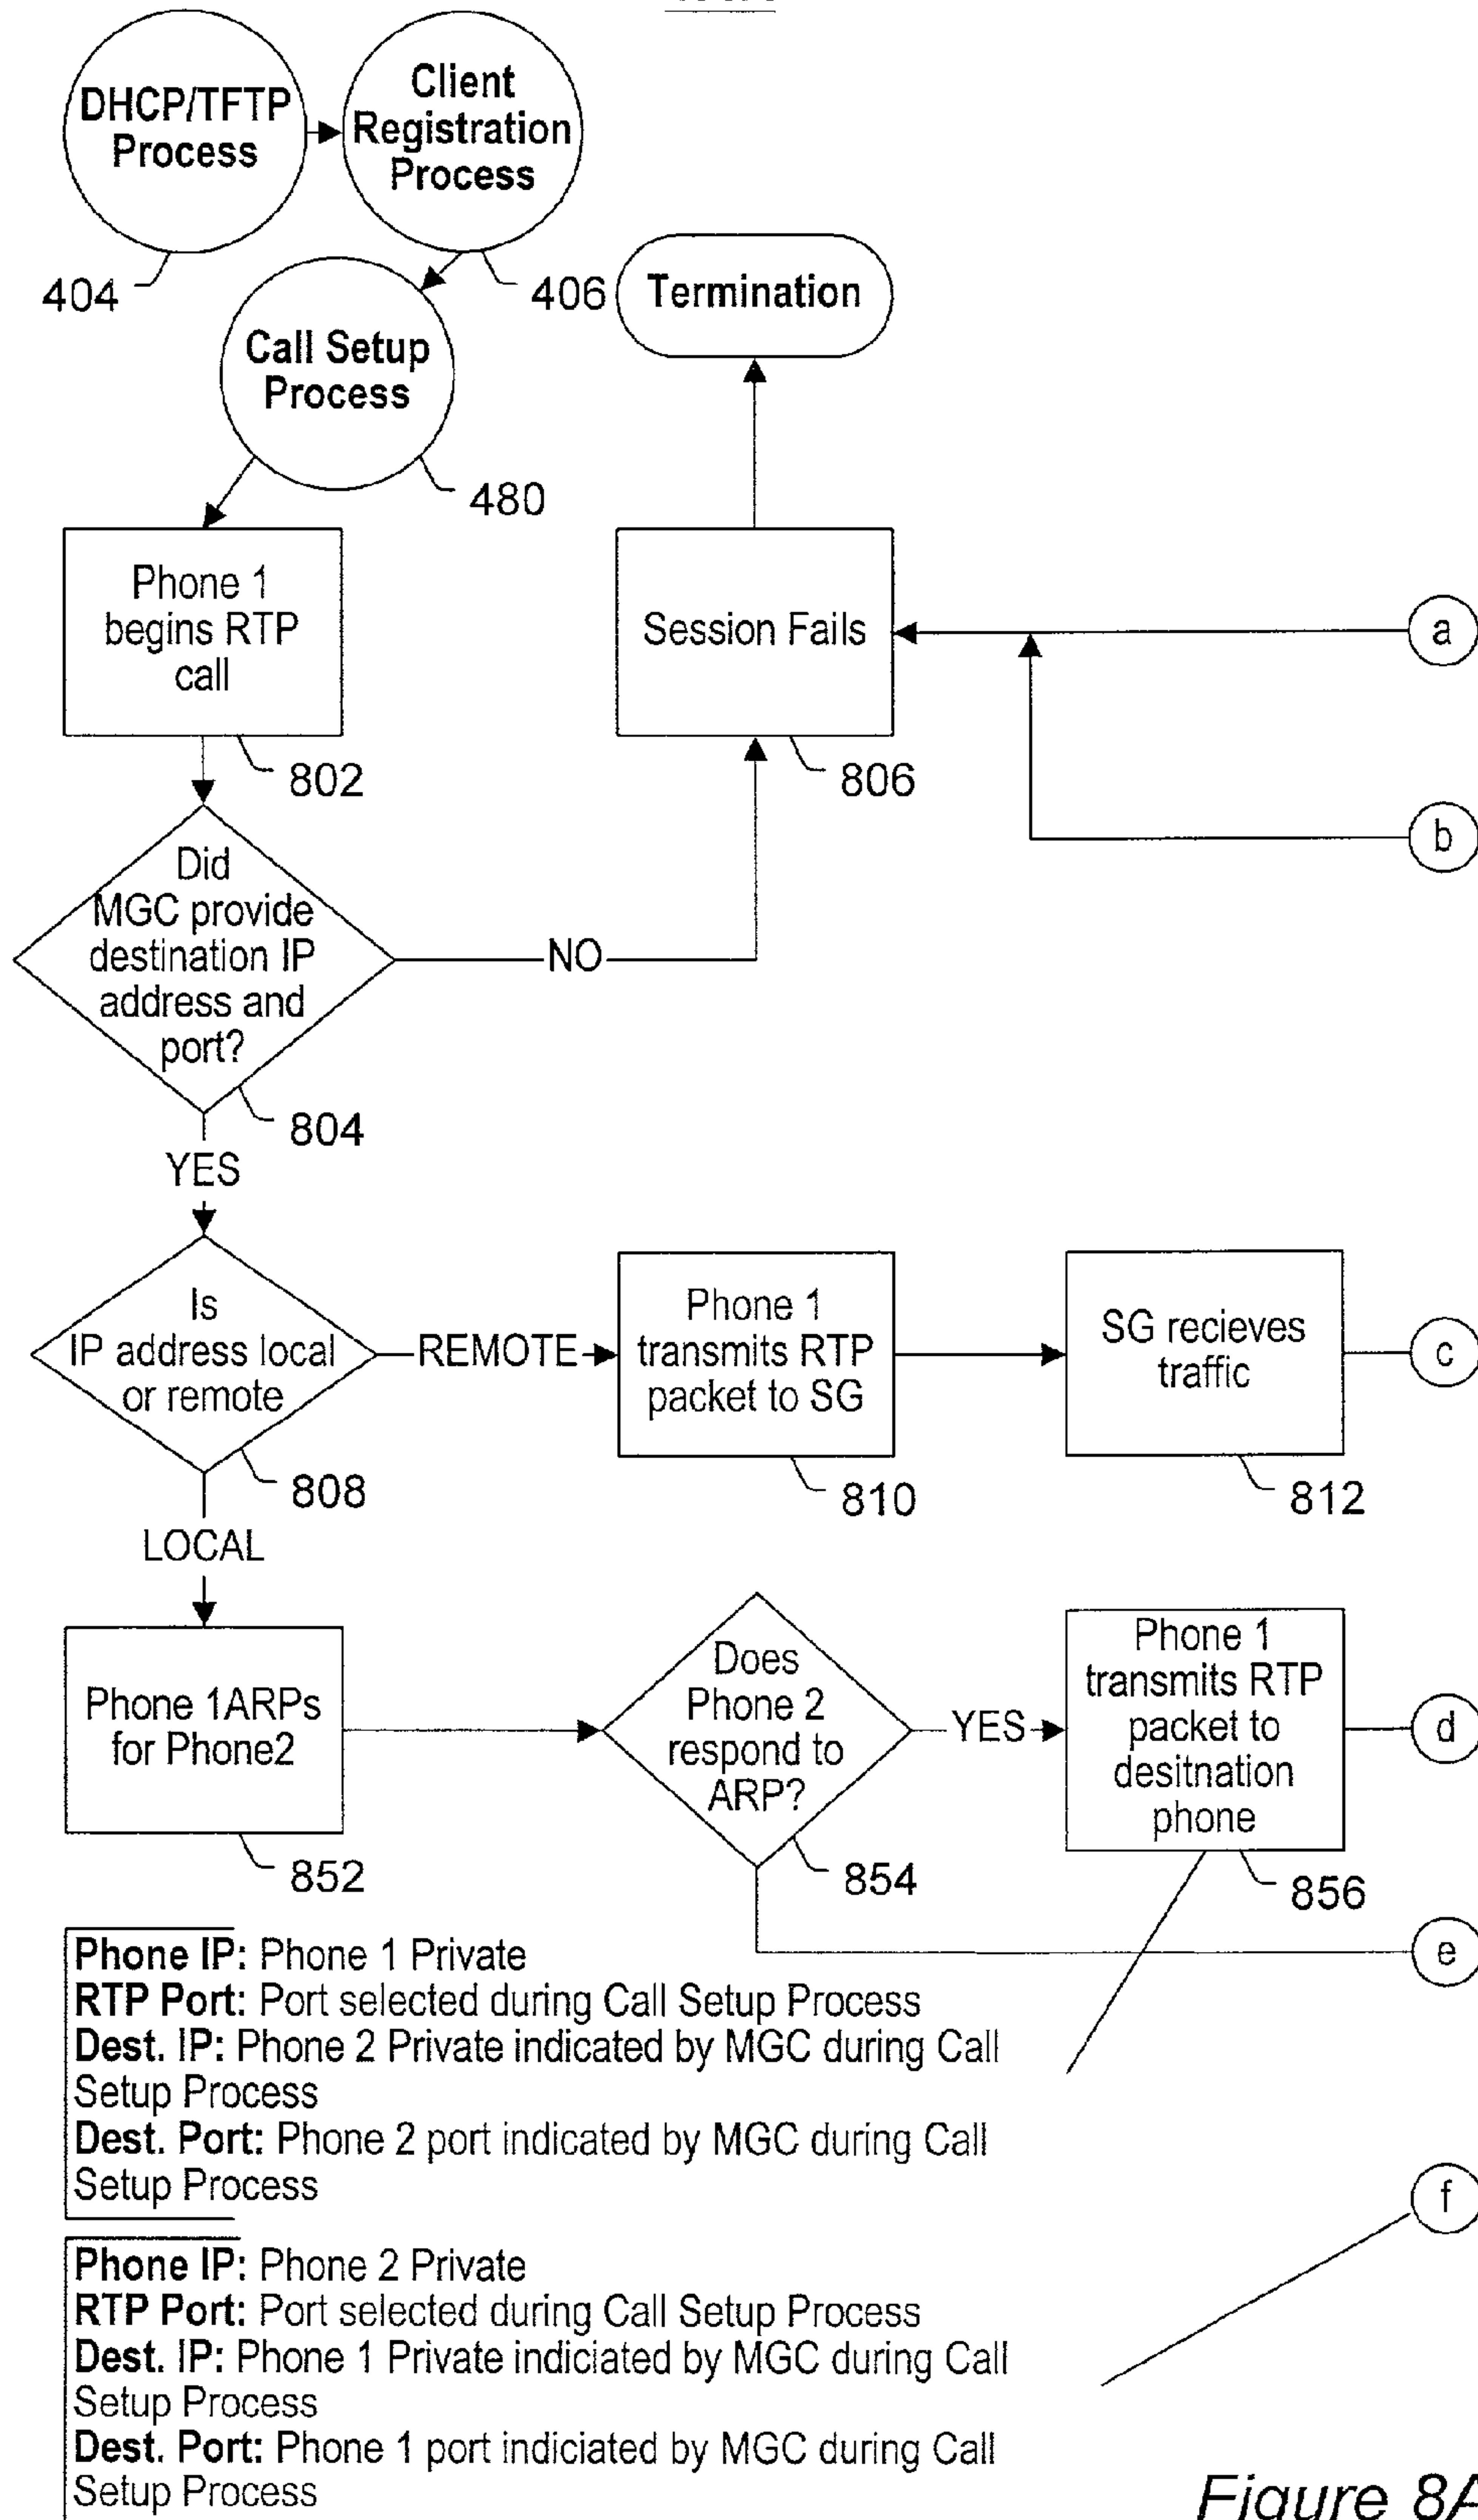 DHCP/TFTP
Process
404
Client
Registration
Process
406
Call Setup
Process
480
Termination
Phone 1
begins RTP
call
802
Session Fails
806
a
b
Did
MGC provide
destination IP
address and
port?
804
NO
YES
Is
IP address local
or remote
808
REMOTE
Phone 1
transmits RTP
packet to SG
810
SG recieves
traffic
812
c
LOCAL
Phone 1ARPs
for Phone2
852
Does
Phone 2
respond to
ARP?
854
YES
Phone 1
transmits RTP
packet to
desitnation
phone
856
d
e
Phone IP: Phone 1 Private
RTP Port: Port selected during Call Setup Process
Dest. IP: Phone 2 Private indicated by MGC during Call
Setup Process
Dest. Port: Phone 2 port indicated by MGC during Call
Setup Process
f
Phone IP: Phone 2 Private
RTP Port: Port selected during Call Setup Process
Dest. IP: Phone 1 Private indiciated by MGC during Call
Setup Process
Dest. Port: Phone 1 port indiciated by MGC during Call
Setup Process
Figure 8A